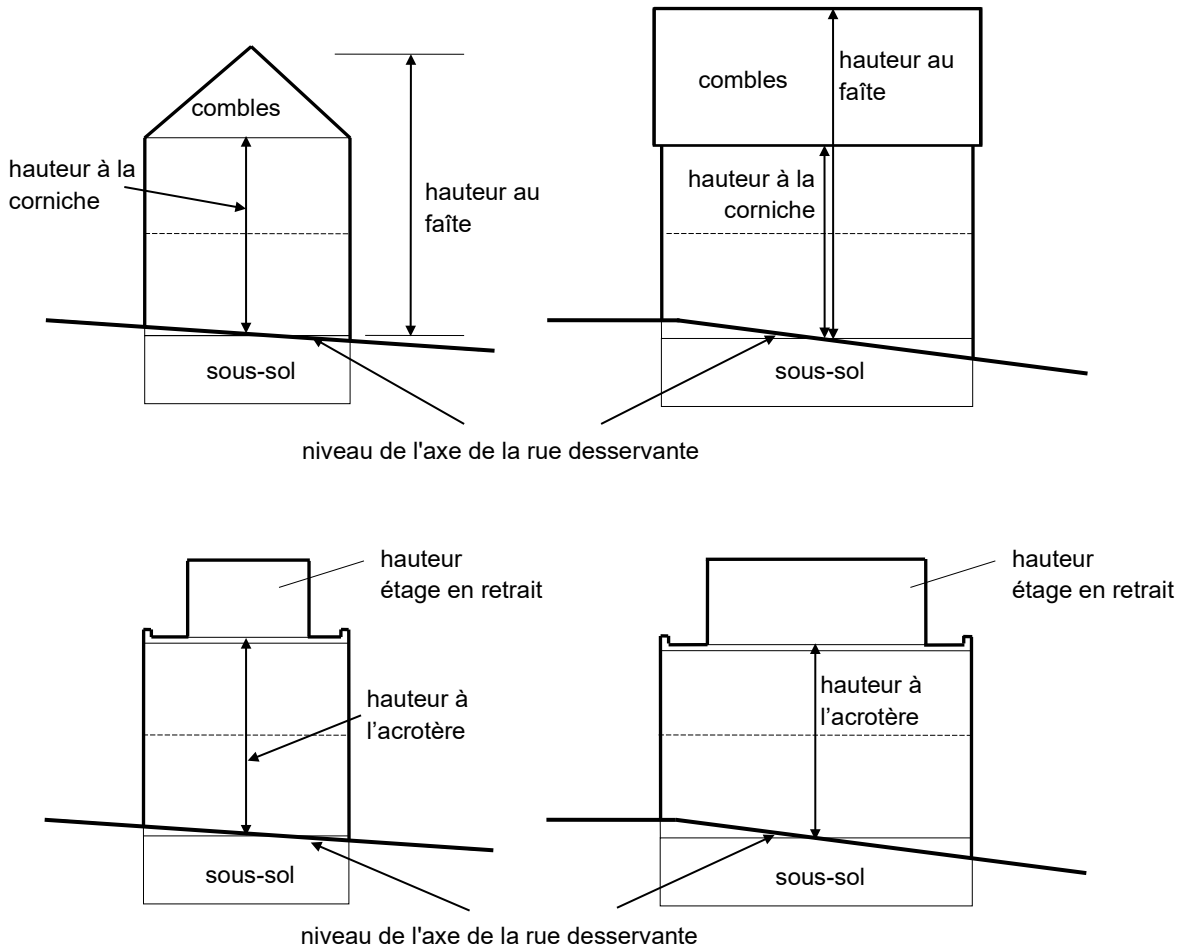 combles
hauteur à la
corniche
hauteur au
faîte
sous-sol
combles
hauteur au
faîte
hauteur à la
corniche
sous-sol
niveau de l'axe de la rue desservante
hauteur
étage en retrait
hauteur à
l’acrotère
sous-sol
hauteur
étage en retrait
hauteur à
l’acrotère
sous-sol
niveau de l'axe de la rue desservante